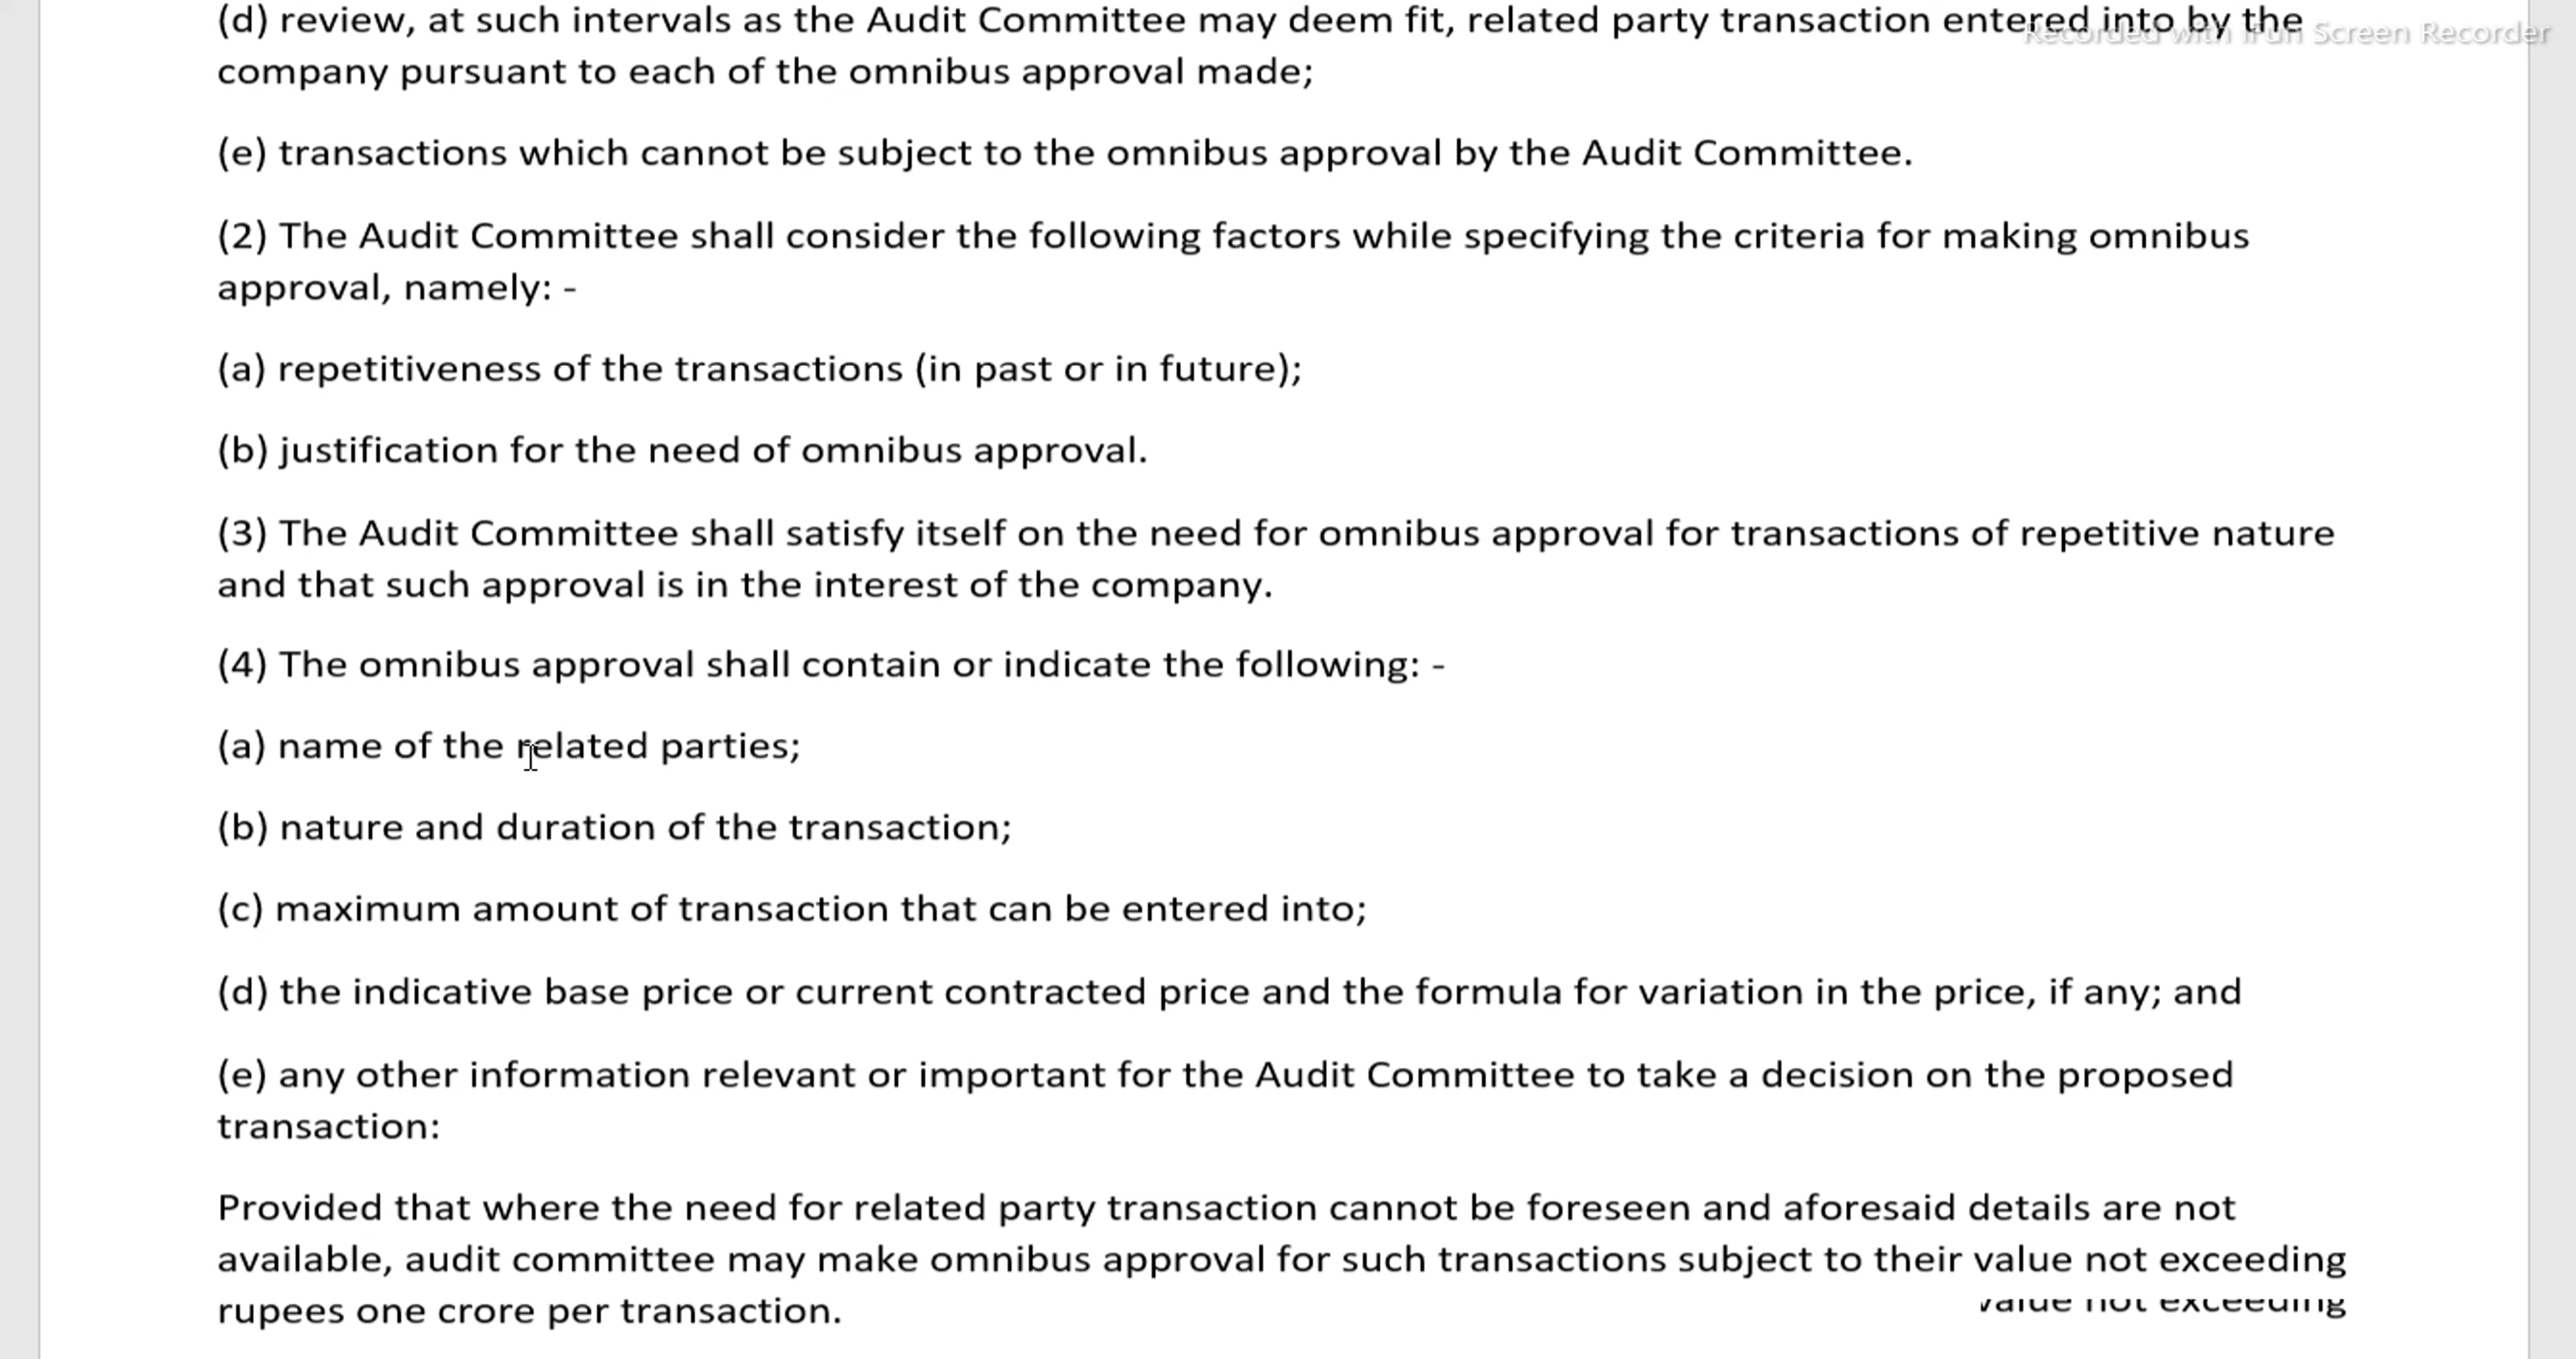 (d) review, at such intervals as the Audit Committee may deem fit, related party transaction entered into by the
Recorded with iFun Screen Recorder
company pursuant to each of the omnibus approval made;
(e) transactions which cannot be subject to the omnibus approval by the Audit Committee.
(2) The Audit Committee shall consider the following factors while specifying the criteria for making omnibus
approval, namely: -
(a) repetitiveness of the transactions (in past or in future);
(b) justification for the need of omnibus approval.
(3) The Audit Committee shall satisfy itself on the need for omnibus approval for transactions of repetitive nature
and that such approval is in the interest of the company.
(4) The omnibus approval shall contain or indicate the following: -
(a) name of the related parties;
(b) nature and duration of the transaction;
(c) maximum amount of transaction that can be entered into;
(d) the indicative base price or current contracted price and the formula for variation in the price, if any; and
(e) any other information relevant or important for the Audit Committee to take a decision on the proposed
transaction:
Provided that where the need for related party transaction cannot be foreseen and aforesaid details are not
available, audit committee may make omnibus approval for such transactions subject to their value not exceeding
rupees one crore per transaction.
value not exceeding